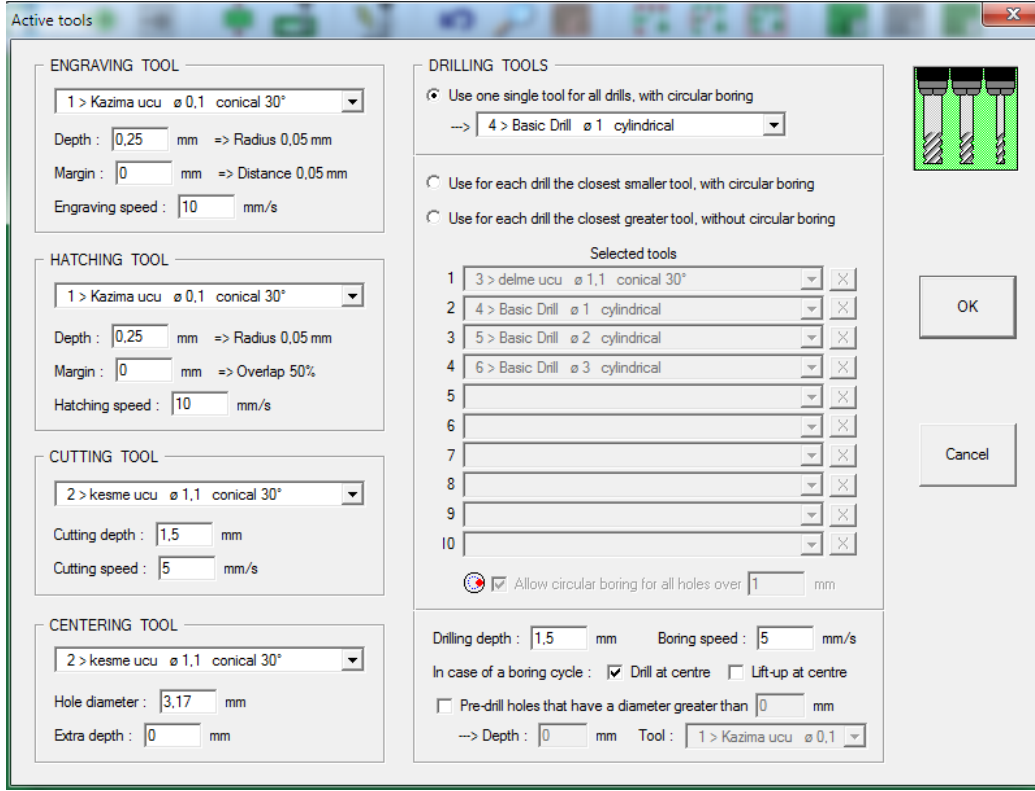 Active tools
ENGRAVING TOOL
1 > Kazima ucu ø 0,1 conical 30°
Depth : 0,25 mm => Radius 0,05 mm
Margin : 0 mm => Distance 0,05 mm
Engraving speed : 10 mm/s
HATCHING TOOL
1 > Kazima ucu ø 0,1 conical 30°
Depth : 0,25 mm => Radius 0,05 mm
Margin : 0 mm => Overlap 50%
Hatching speed : 10 mm/s
CUTTING TOOL
2 > kesme ucu ø 1,1 conical 30°
Cutting depth : 1,5 mm
Cutting speed : 5 mm/s
CENTERING TOOL
2 > kesme ucu ø 1,1 conical 30°
Hole diameter : 3,17 mm
Extra depth : 0 mm
DRILLING TOOLS
Use one single tool for all drills, with circular boring
---> 4 > Basic Drill ø 1 cylindrical
Use for each drill the closest smaller tool, with circular boring
Use for each drill the closest greater tool, without circular boring
Selected tools
1 3 > delme ucu ø 1,1 conical 30° X
2 4 > Basic Drill ø 1 cylindrical X
3 5 > Basic Drill ø 2 cylindrical X
4 6 > Basic Drill ø 3 cylindrical X
5 X
6 X
7 X
8 X
9 X
10 X
Allow circular boring for all holes over 1 mm
Drilling depth : 1,5 mm Boring speed : 5 mm/s
In case of a boring cycle : Drill at centre Lift-up at centre
Pre-drill holes that have a diameter greater than 0 mm
---> Depth : 0 mm Tool : 1 > Kazima ucu ø 0,1
OK
Cancel